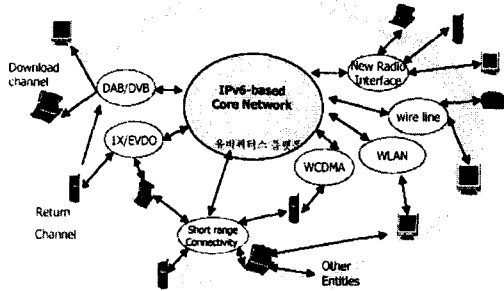 Download
channel
DAB/DVB
IPv6-based
Core Network
유비쿼터스 플랫폼
New Radio
Interface
wire line
1X/EVDO
WCDMA
WLAN
Return
Channel
Short range
Connectivity
Other
Entities